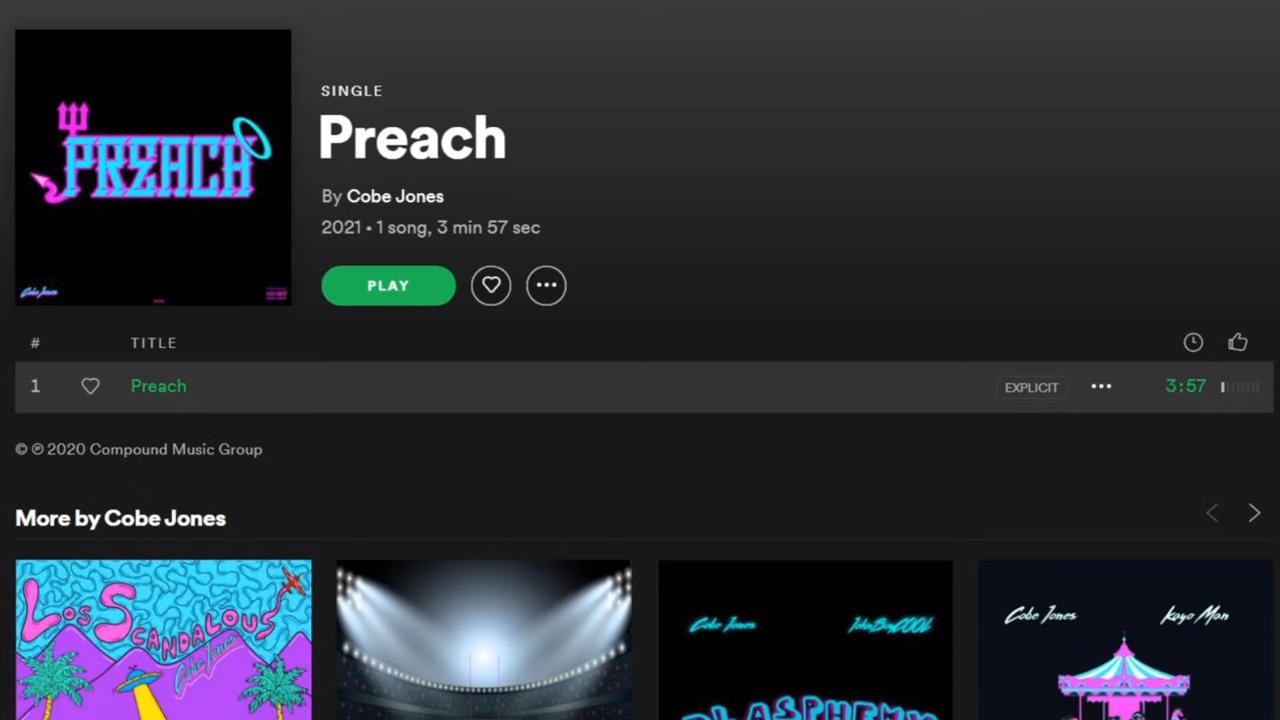 PREACH
Cobe Jones
SINGLE
Preach
By Cobe Jones
2021 • 1 song, 3 min 57 sec
PLAY
# TITLE
1 Preach EXPLICIT 3:57
© ℗ 2020 Compound Music Group
More by Cobe Jones
Los Scandalous
Cobe Jones
Cobe Jones
BLASPHEMY
Cobe Jones Kayo Man